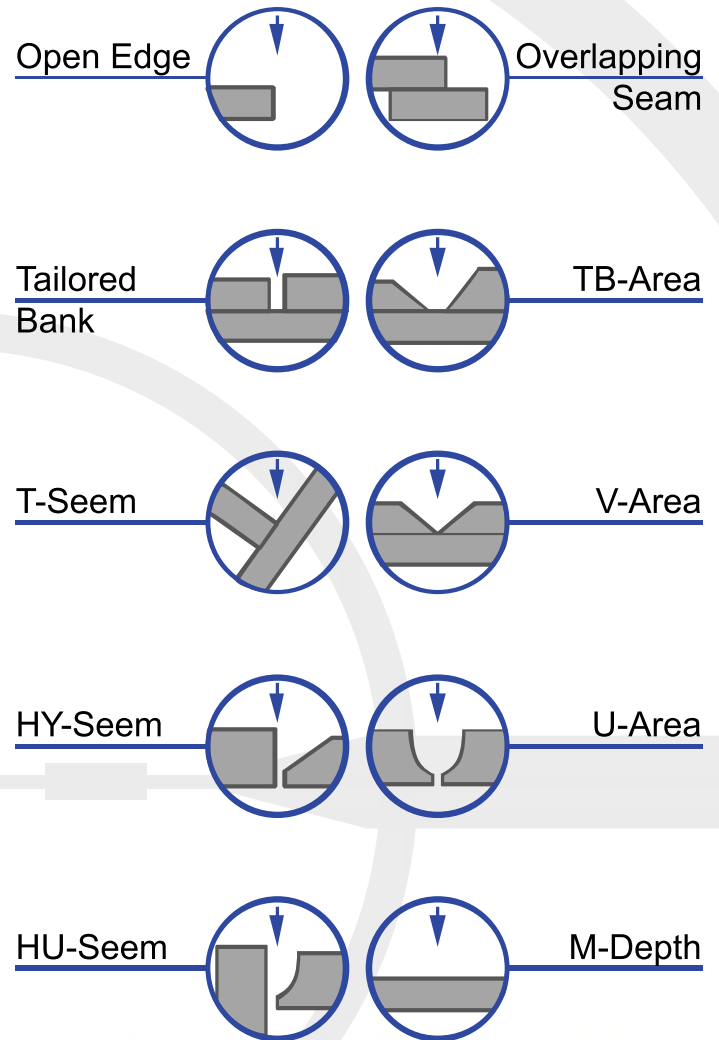 Open Edge
Overlapping
Seam
Tailored
Bank
TB-Area
T-Seem
V-Area
HY-Seem
U-Area
HU-Seem
M-Depth